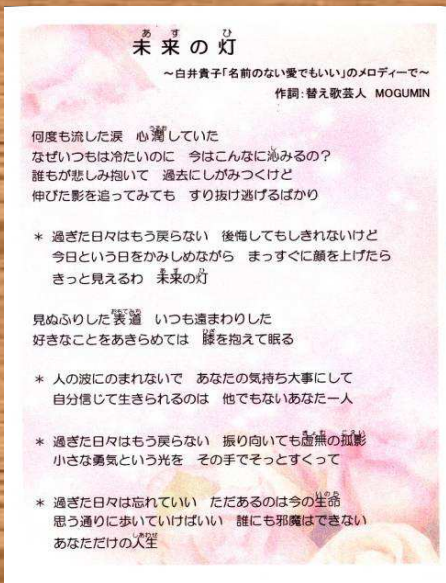 未来の灯
あす ひ
～白井貴子「名前のない愛でもいい」のメロディーで～
作詞：替え歌芸人 MOGUMIN
何度も流した涙 心潤していた
なぜいつもは冷たいのに 今はこんなに沁みるの？
誰もが悲しみ抱いて 過去にしがみつくけど
伸びた影を追ってみても すり抜け逃げるばかり
＊ 過ぎた日々はもう戻らない 後悔してもしきれないけど
今日という日をかみしめながら まっすぐに顔を上げたら
きっと見えるわ 未来の灯
見ぬふりした表道 いつも遠まわりした
好きなことをあきらめては 膝を抱えて眠る
＊ 人の波にのまれないで あなたの気持ち大事にして
自分信じて生きられるのは 他でもないあなた一人
＊ 過ぎた日々はもう戻らない 振り向いても虚無の孤影
小さな勇気という光を その手でそっとすくって
＊ 過ぎた日々は忘れていい ただあるのは今の生命
思う通りに歩いていけばいい 誰にも邪魔はできない
あなただけの人生